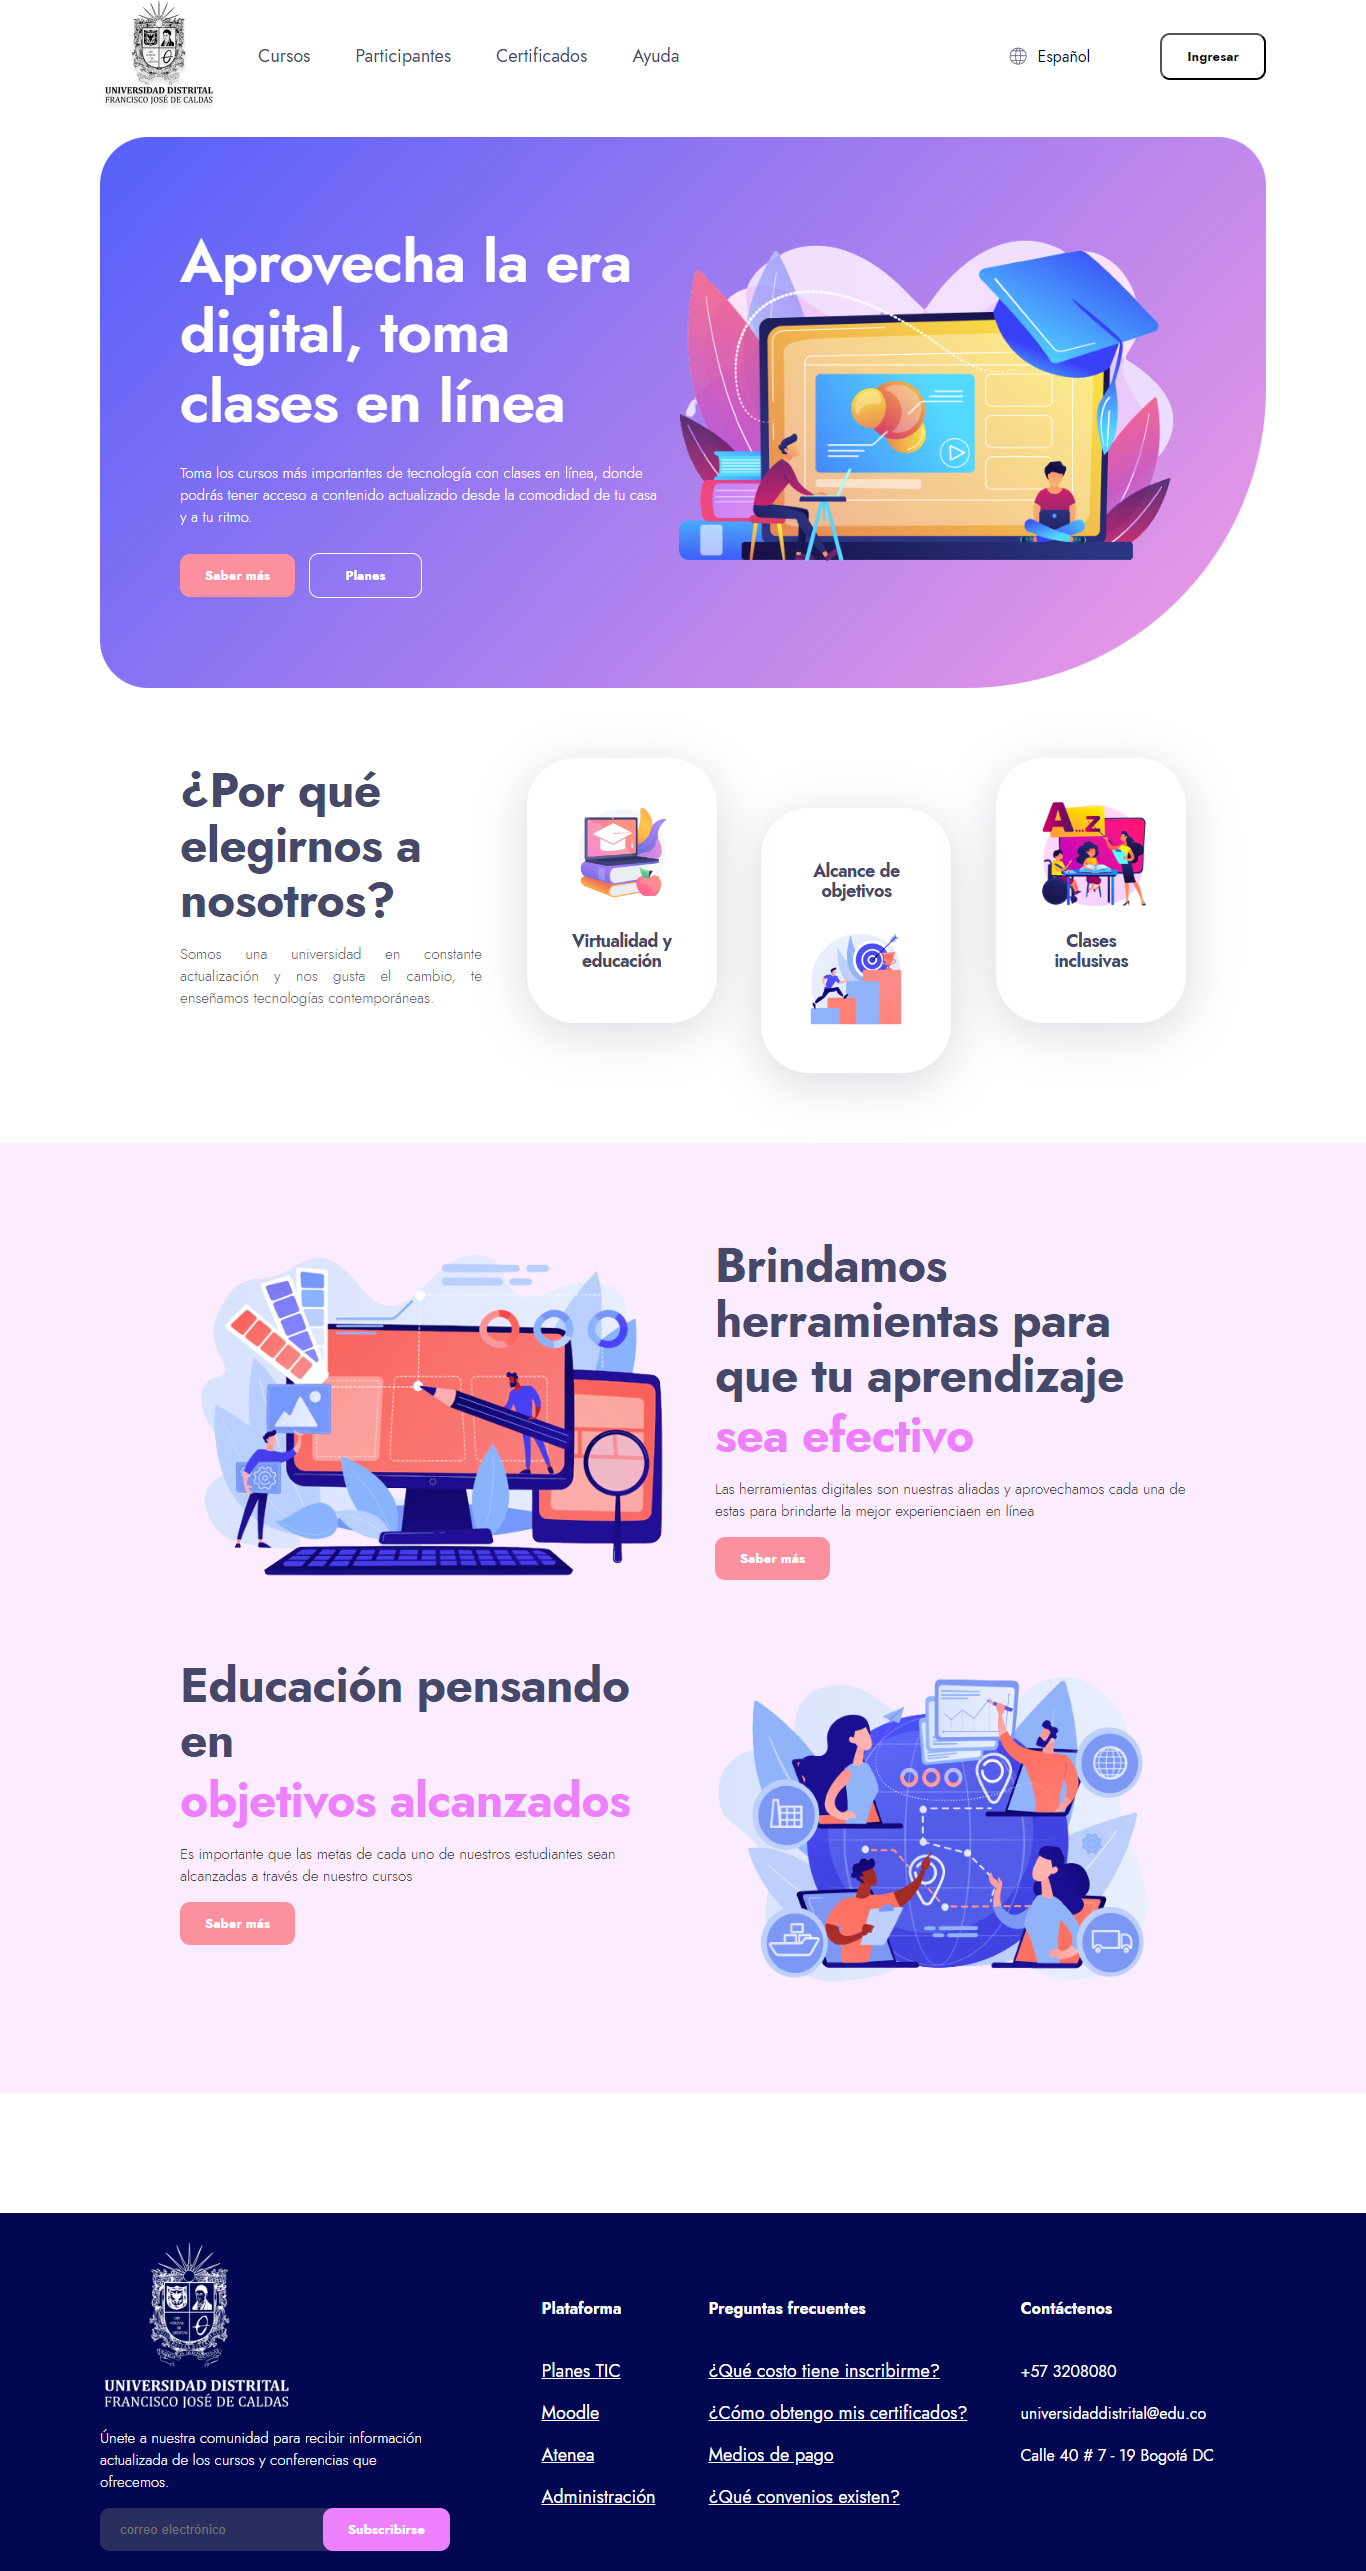 UNIVERSIDAD DISTRITAL
FRANCISCO JOSÉ DE CALDAS
Cursos
Participantes
Certificados
Ayuda
Español
Ingresar
Aprovecha la era
digital, toma
clases en línea
Toma los cursos más importantes de tecnología con clases en línea, donde
podrás tener acceso a contenido actualizado desde la comodidad de tu casa
y a tu ritmo.
Saber más
Planes
¿Por qué
elegirnos a
nosotros?
Somos una universidad en constante
actualización y nos gusta el cambio, te
enseñamos tecnologías contemporáneas.
Virtualidad y
educación
Alcance de
objetivos
A...Z
Clases
inclusivas
Brindamos
herramientas para
que tu aprendizaje
sea efectivo
Las herramientas digitales son nuestras aliadas y aprovechamos cada una de
estas para brindarte la mejor experienciaen en línea
Saber más
Educación pensando
en
objetivos alcanzados
Es importante que las metas de cada uno de nuestros estudiantes sean
alcanzadas a través de nuestro cursos
Saber más
UNIVERSIDAD DISTRITAL
FRANCISCO JOSÉ DE CALDAS
Únete a nuestra comunidad para recibir información
actualizada de los cursos y conferencias que
ofrecemos.
correo electrónico
Subscribirse
Plataforma
Planes TIC
Moodle
Atenea
Administración
Preguntas frecuentes
¿Qué costo tiene inscribirme?
¿Cómo obtengo mis certificados?
Medios de pago
¿Qué convenios existen?
Contáctenos
+57 3208080
universidaddistrital@edu.co
Calle 40 # 7 - 19 Bogotá DC